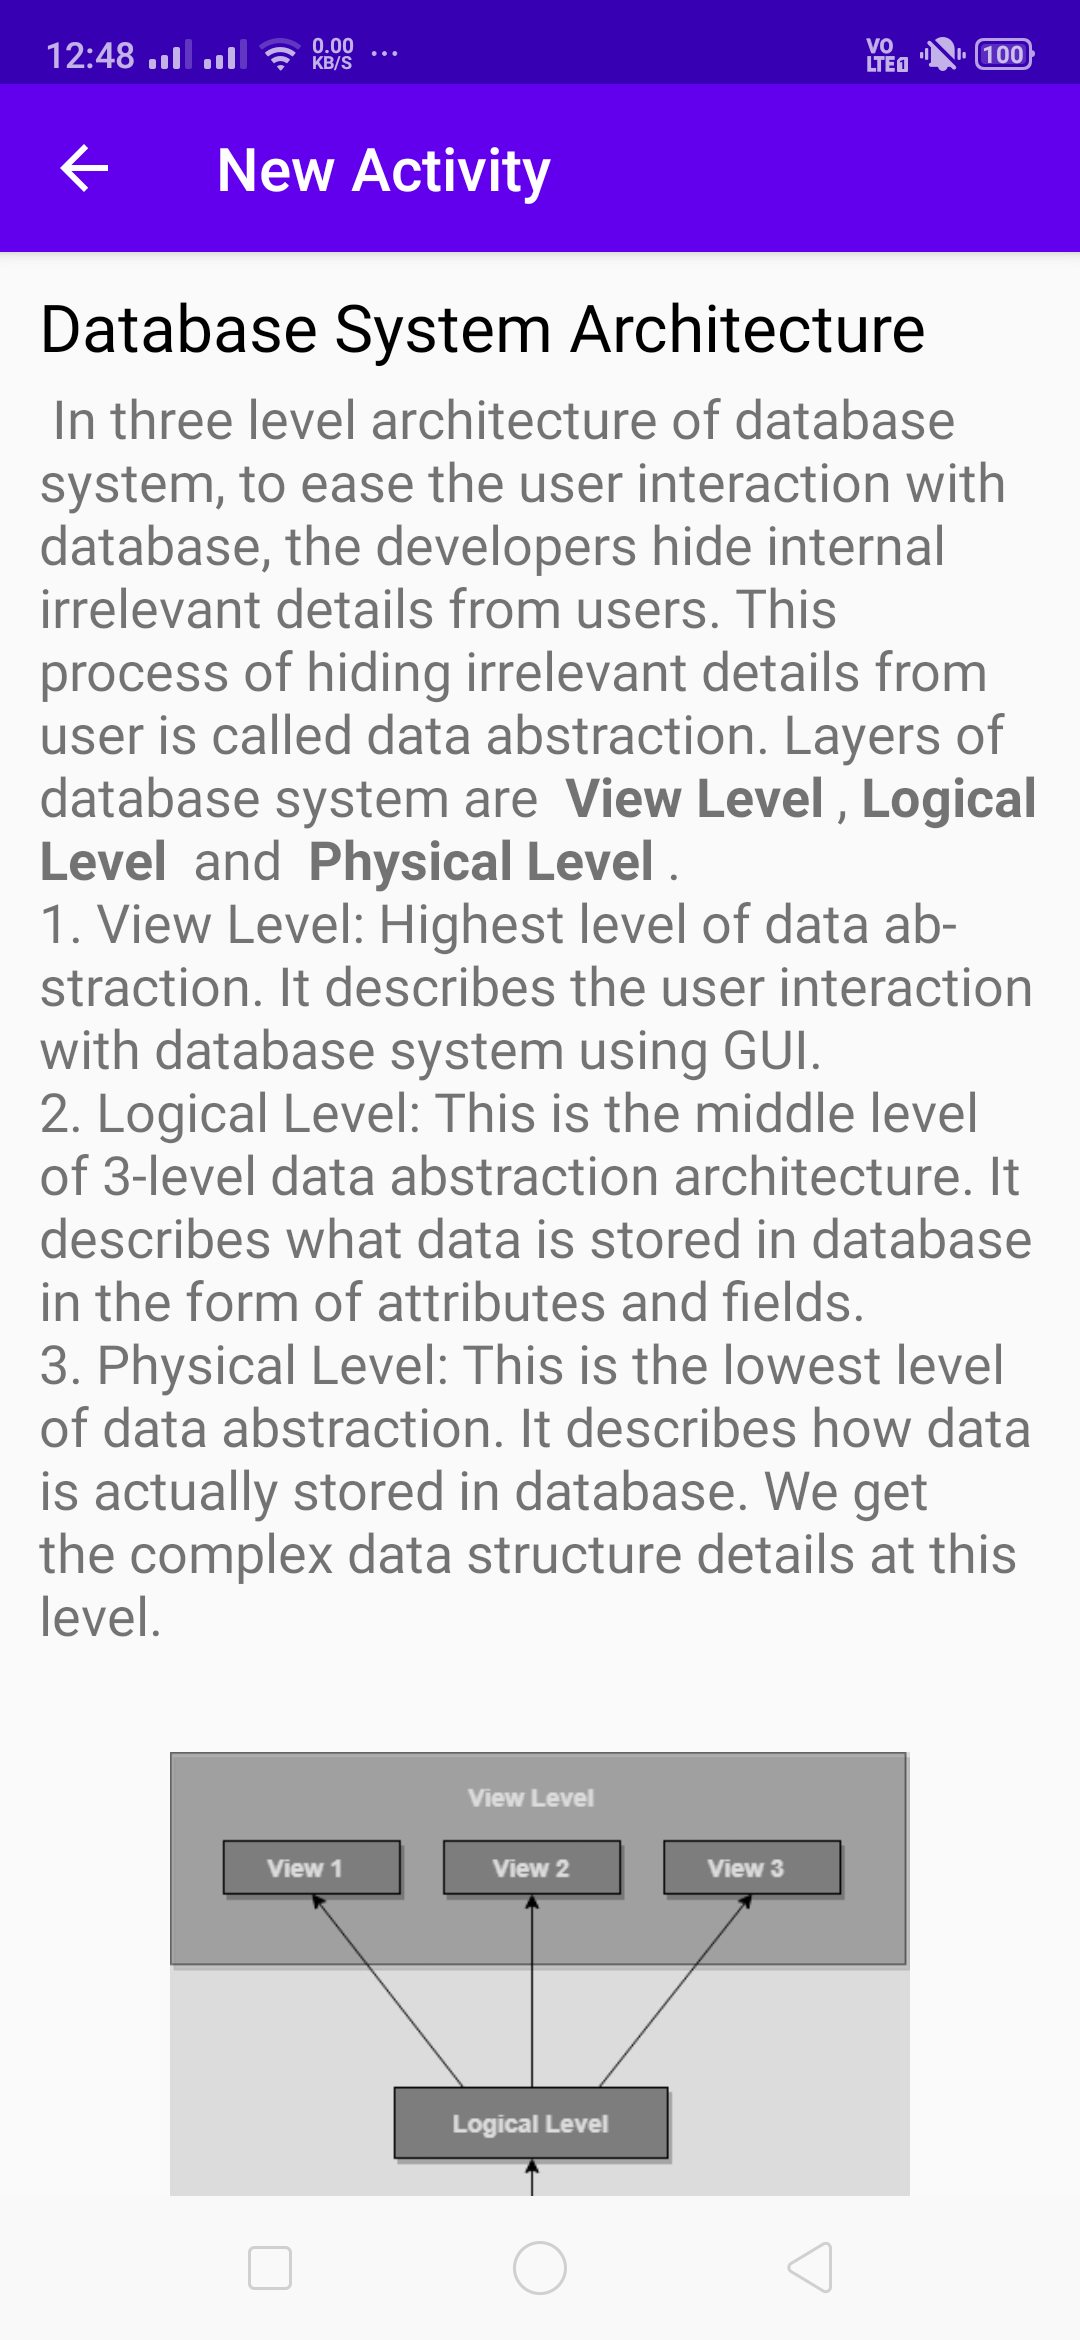 12:48 0.00 KB/S ... VO LTE 1 100
New Activity
Database System Architecture
In three level architecture of database
system, to ease the user interaction with
database, the developers hide internal
irrelevant details from users. This
process of hiding irrelevant details from
user is called data abstraction. Layers of
database system are  View Level , Logical
Level  and  Physical Level .
1. View Level: Highest level of data ab-
straction. It describes the user interaction
with database system using GUI.
2. Logical Level: This is the middle level
of 3-level data abstraction architecture. It
describes what data is stored in database
in the form of attributes and fields.
3. Physical Level: This is the lowest level
of data abstraction. It describes how data
is actually stored in database. We get
the complex data structure details at this
level.
View Level
View 1 View 2 View 3
Logical Level